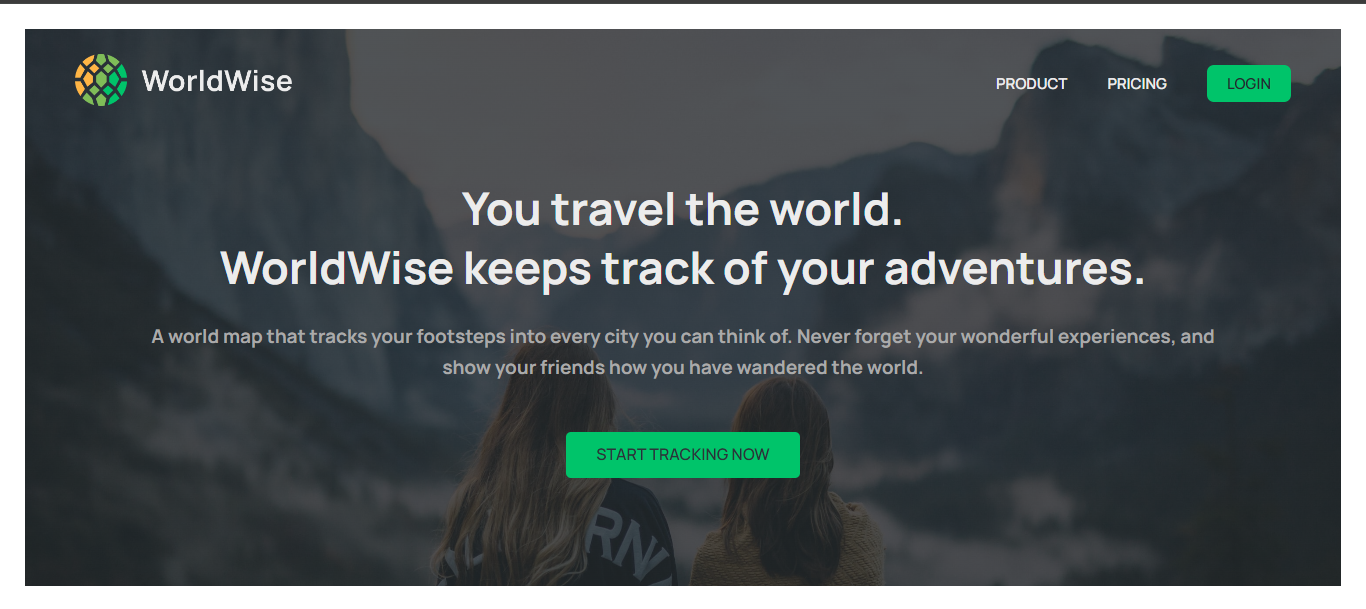 WorldWise
PRODUCT PRICING LOGIN
You travel the world.
WorldWise keeps track of your adventures.
A world map that tracks your footsteps into every city you can think of. Never forget your wonderful experiences, and
show your friends how you have wandered the world.
START TRACKING NOW